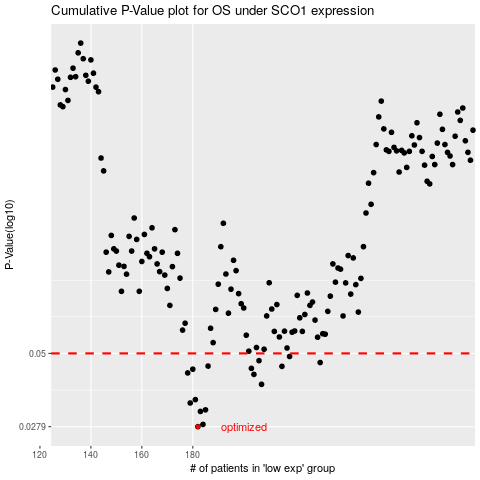 Cumulative P-Value plot for OS under SCO1 expression
P-Value(log10)
0.05
0.0279
optimized
120 140 160 180
# of patients in 'low exp' group